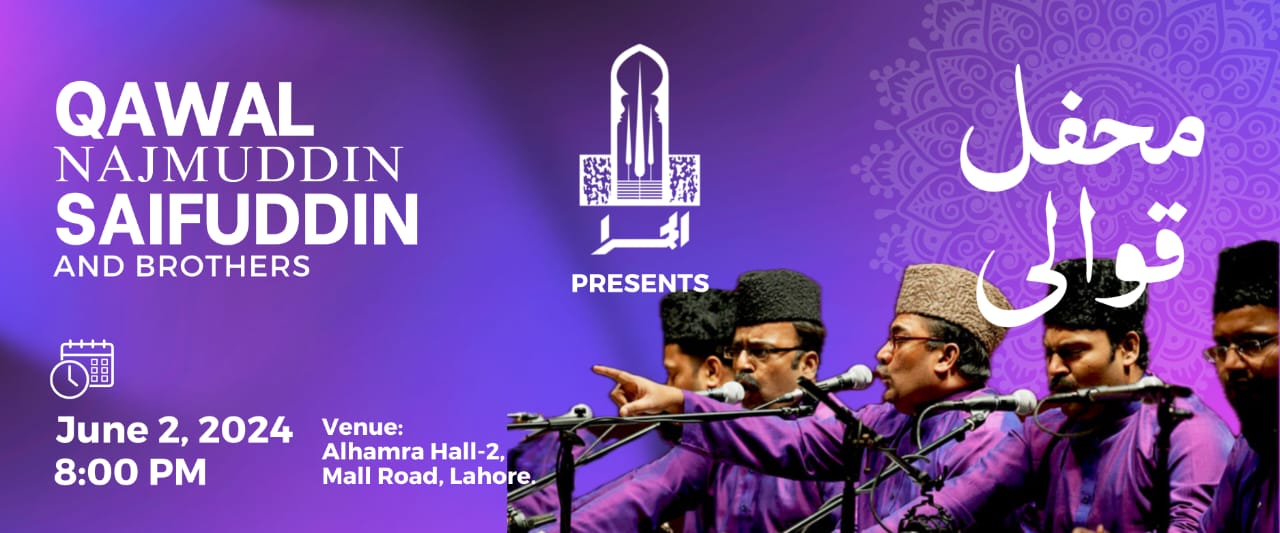 QAWAL
NAJMUDDIN
SAIFUDDIN
AND BROTHERS
June 2, 2024
8:00 PM
Venue:
Alhamra Hall-2,
Mall Road, Lahore.
الحمرا
PRESENTS
محفل
قوالی